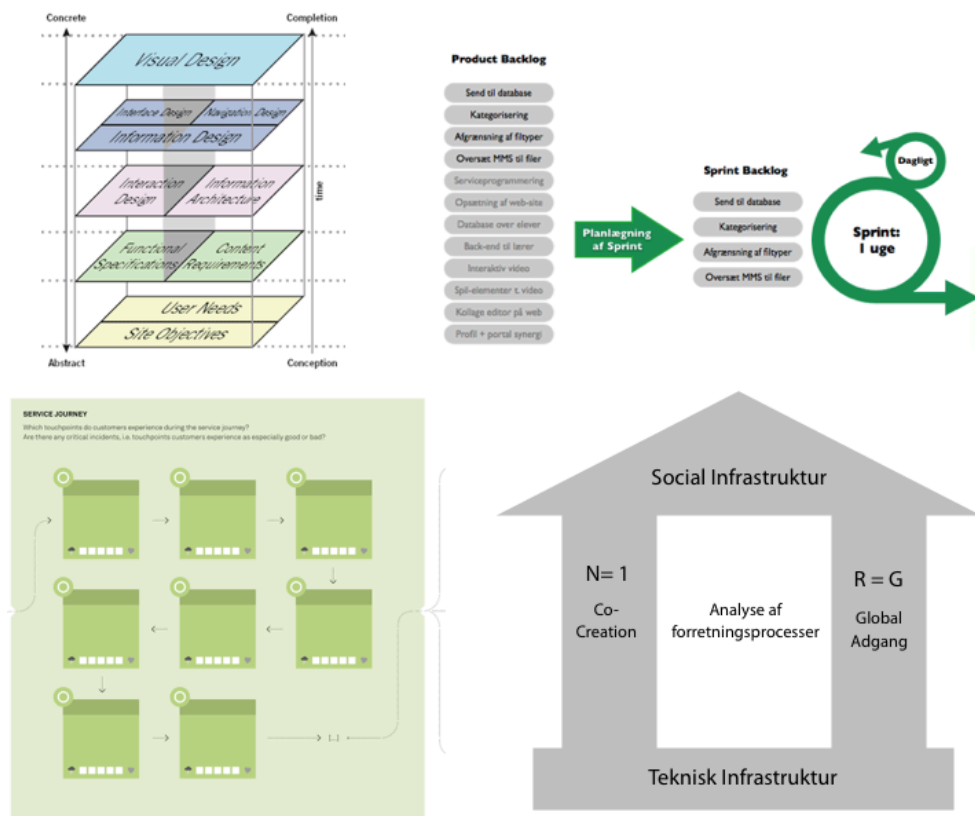 Concrete
Completion
Visual Design
Interface Design
Navigation Design
Information Design
Interaction
Design
Information
Architecture
Functional
Specifications
Content
Requirements
User Needs
Site Objectives
time
Abstract
Conception
Product Backlog
Send til database
Kategorisering
Afgrænsning af filtyper
Oversæt MMS til filer
Serviceprogrammering
Opsætning af web-site
Database over elever
Back-end til lærer
Interaktiv video
Spil-elementer t. video
Kollage editor på web
Profil + portal synergi
Planlægning
af Sprint
Sprint Backlog
Send til database
Kategorisering
Afgrænsning af filtyper
Oversæt MMS til filer
Dagligt
Sprint:
1 uge
SERVICE JOURNEY
Which touchpoints do customers experience during the service journey?
Are there any critical incidents, i.e. touchpoints customers experience as especially good or bad?
[...]
Social Infrastruktur
N= 1
Co-
Creation
Analyse af
forretningsprocesser
R = G
Global
Adgang
Teknisk Infrastruktur